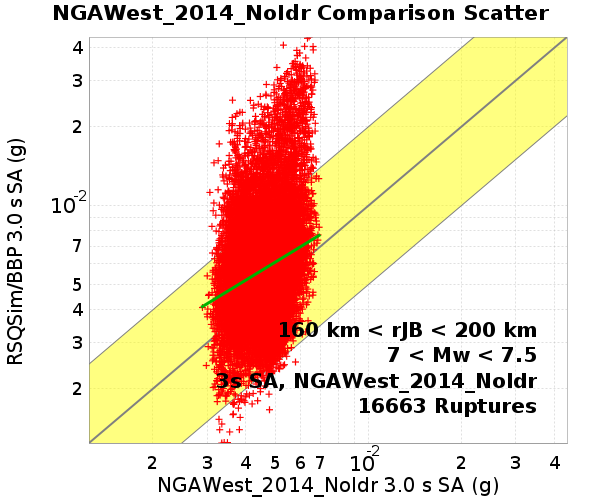 NGAWest_2014_NoIdr Comparison Scatter
RSQSim/BBP 3.0 s SA (g)
4
3
2
10-2
7
5
4
3
2
160 km < rJB < 200 km
7 < Mw < 7.5
3s SA, NGAWest_2014_NoIdr
16663 Ruptures
2 3 4 5 6 7 10-2 2 3 4
NGAWest_2014_NoIdr 3.0 s SA (g)